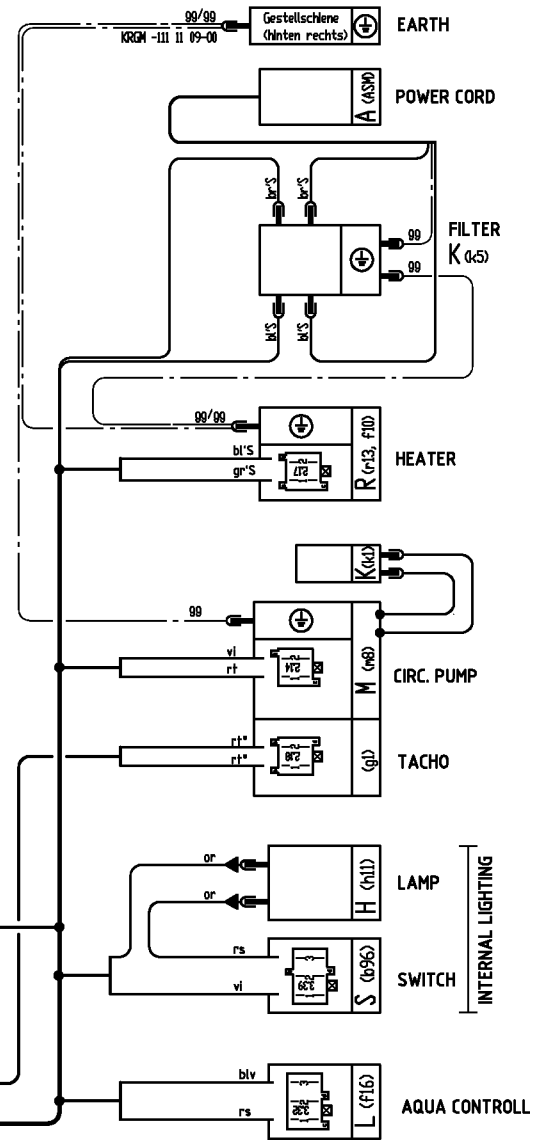 99/99
KRGM -111 11 09-00
Gestellschiene
(hinten rechts)
EARTH
A (ASM)
POWER CORD
br'S
br'S
99
99
FILTER
K (k5)
bl'S
bl'S
99/99
bl'S
gr'S
R (r13, f10)
HEATER
K(k1)
99
vi
rt
M (m8)
CIRC. PUMP
rt*
rt*
(g1)
TACHO
or
or
H (h11)
LAMP
INTERNAL LIGHTING
rs
vi
3
S (b96)
SWITCH
blv
rs
3
L (f16)
AQUA CONTROLL